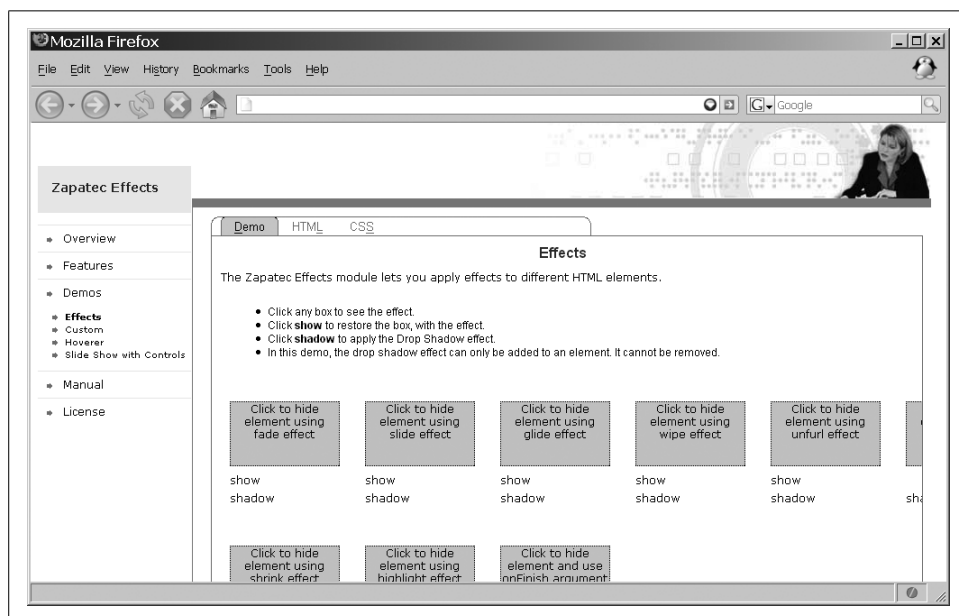 Mozilla Firefox
File Edit View History Bookmarks Tools Help
G Google
Zapatec Effects
Overview
Features
Demos
Effects
Custom
Hoverer
Slide Show with Controls
Manual
License
Demo HTML CSS
Effects
The Zapatec Effects module lets you apply effects to different HTML elements.
Click any box to see the effect.
Click show to restore the box, with the effect.
Click shadow to apply the Drop Shadow effect.
In this demo, the drop shadow effect can only be added to an element. It cannot be removed.
Click to hide
element using
fade effect
Click to hide
element using
slide effect
Click to hide
element using
glide effect
Click to hide
element using
wipe effect
Click to hide
element using
unfurl effect
show show show show show
shadow shadow shadow shadow shadow
Click to hide
element using
shrink effect
Click to hide
element using
highlight effect
Click to hide
element and use
onFinish argument